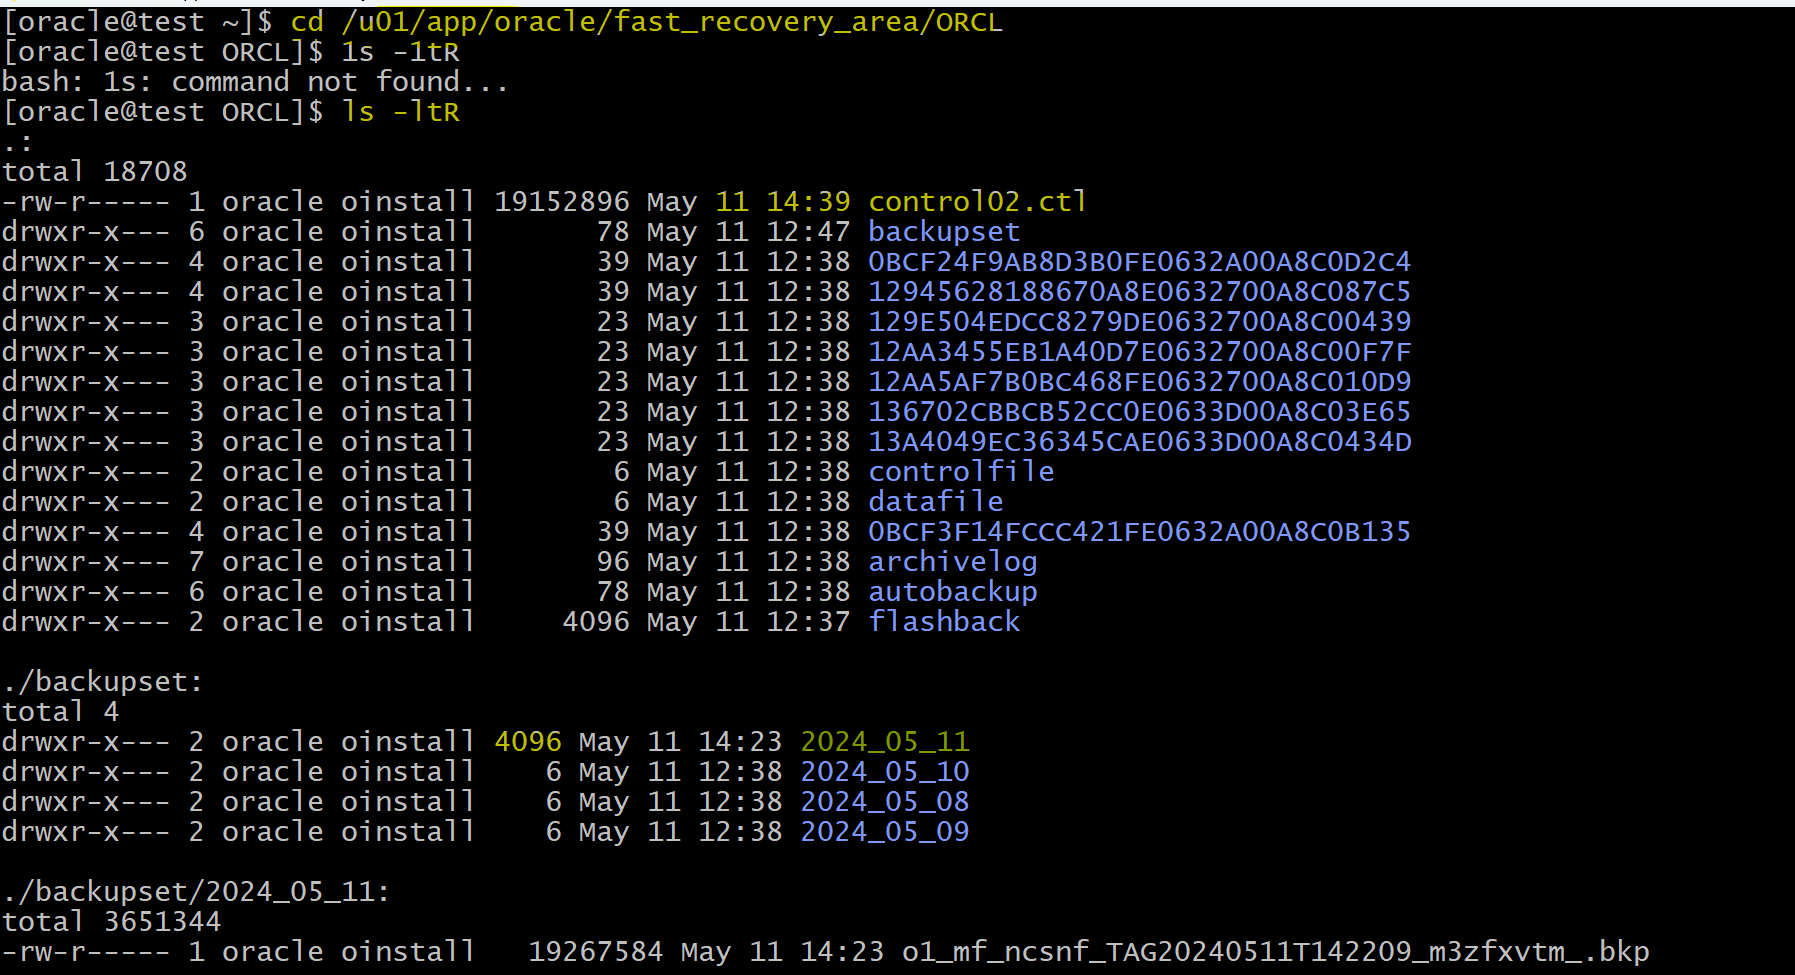 [oracle@test ~]$ cd /u01/app/oracle/fast_recovery_area/ORCL
[oracle@test ORCL]$ 1s -1tR
bash: 1s: command not found...
[oracle@test ORCL]$ ls -ltR
.:
total 18708
-rw-r----- 1 oracle oinstall 19152896 May 11 14:39 control02.ctl
drwxr-x--- 6 oracle oinstall       78 May 11 12:47 backupset
drwxr-x--- 4 oracle oinstall       39 May 11 12:38 0BCF24F9AB8D3B0FE0632A00A8C0D2C4
drwxr-x--- 4 oracle oinstall       39 May 11 12:38 12945628188670A8E0632700A8C087C5
drwxr-x--- 3 oracle oinstall       23 May 11 12:38 129E504EDCC8279DE0632700A8C00439
drwxr-x--- 3 oracle oinstall       23 May 11 12:38 12AA3455EB1A40D7E0632700A8C00F7F
drwxr-x--- 3 oracle oinstall       23 May 11 12:38 12AA5AF7B0BC468FE0632700A8C010D9
drwxr-x--- 3 oracle oinstall       23 May 11 12:38 136702CBBCB52CC0E0633D00A8C03E65
drwxr-x--- 3 oracle oinstall       23 May 11 12:38 13A4049EC36345CAE0633D00A8C0434D
drwxr-x--- 2 oracle oinstall        6 May 11 12:38 controlfile
drwxr-x--- 2 oracle oinstall        6 May 11 12:38 datafile
drwxr-x--- 4 oracle oinstall       39 May 11 12:38 0BCF3F14FCCC421FE0632A00A8C0B135
drwxr-x--- 7 oracle oinstall       96 May 11 12:38 archivelog
drwxr-x--- 6 oracle oinstall       78 May 11 12:38 autobackup
drwxr-x--- 2 oracle oinstall     4096 May 11 12:37 flashback
./backupset:
total 4
drwxr-x--- 2 oracle oinstall 4096 May 11 14:23 2024_05_11
drwxr-x--- 2 oracle oinstall    6 May 11 12:38 2024_05_10
drwxr-x--- 2 oracle oinstall    6 May 11 12:38 2024_05_08
drwxr-x--- 2 oracle oinstall    6 May 11 12:38 2024_05_09
./backupset/2024_05_11:
total 3651344
-rw-r----- 1 oracle oinstall   19267584 May 11 14:23 o1_mf_ncsnf_TAG20240511T142209_m3zfxvtm_.bkp